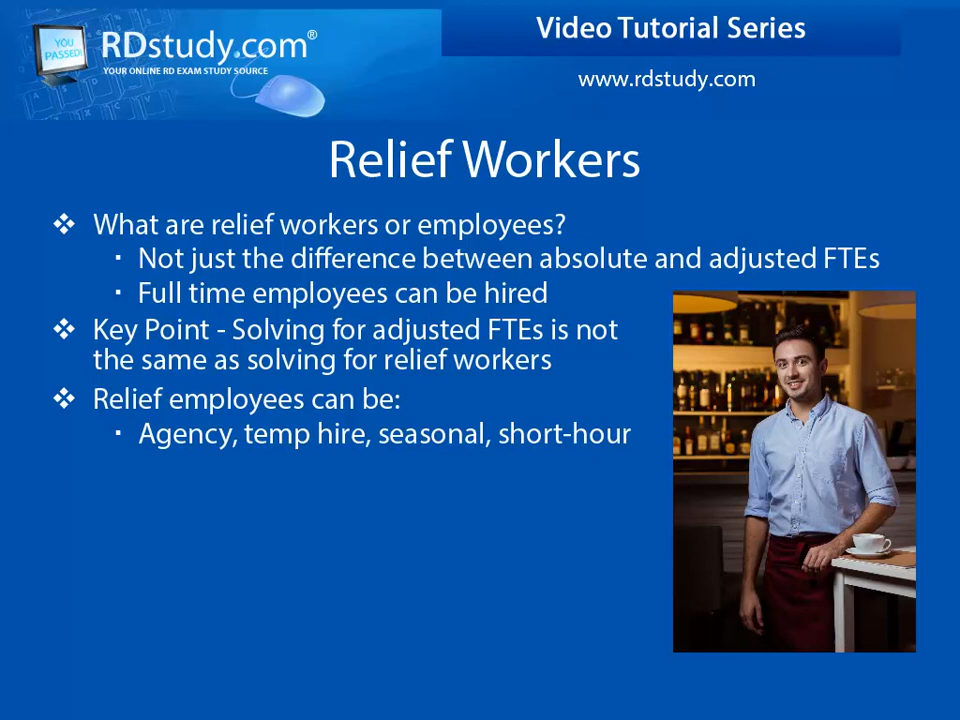 YOU
PASSED!
RDstudy.com®
YOUR ONLINE RD EXAM STUDY SOURCE
Video Tutorial Series
www.rdstudy.com
Relief Workers
❖ What are relief workers or employees?
▪ Not just the difference between absolute and adjusted FTEs
▪ Full time employees can be hired
❖ Key Point - Solving for adjusted FTEs is not
the same as solving for relief workers
❖ Relief employees can be:
▪ Agency, temp hire, seasonal, short-hour